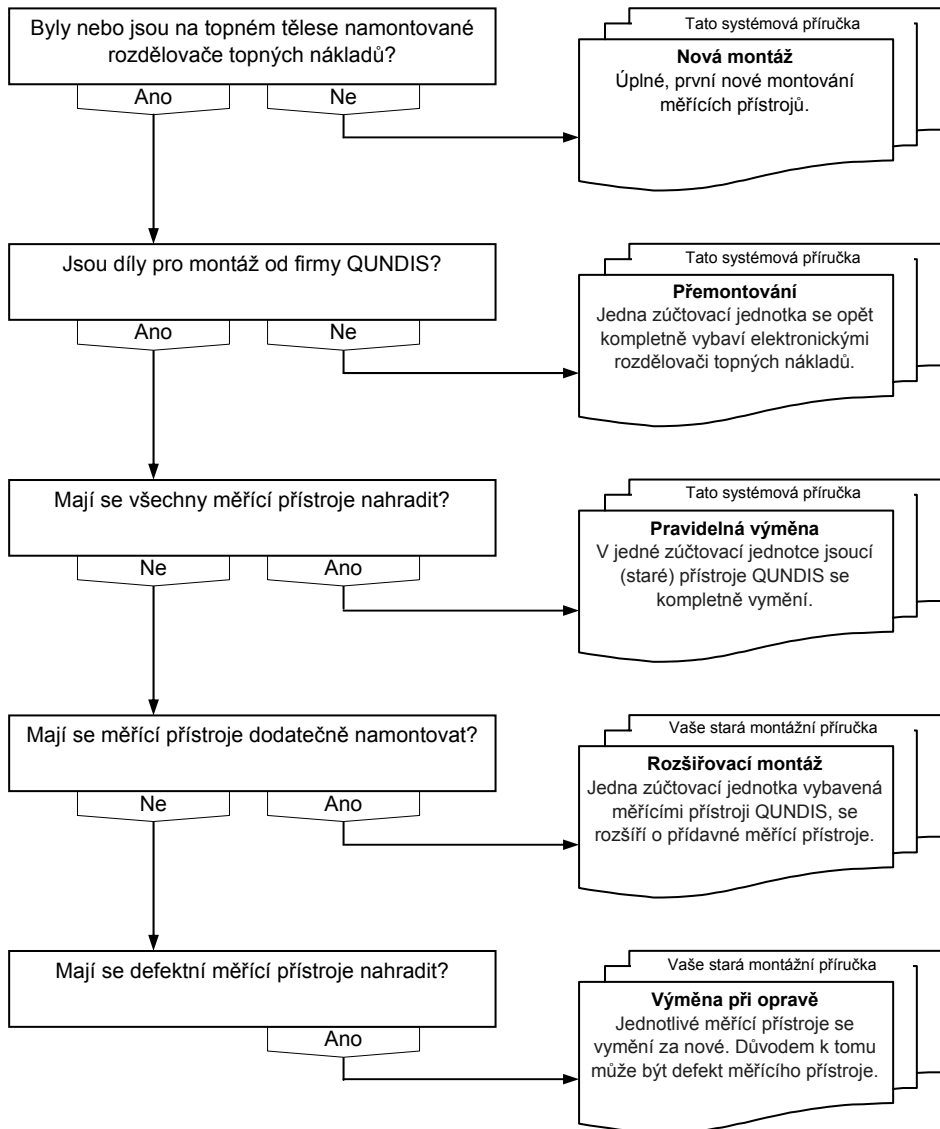 Byly nebo jsou na topném tělese namontované
rozdělovače topných nákladů?
Ano
Ne
Tato systémová příručka
Nová montáž
Úplné, první nové montování
měřících přístrojů.
Jsou díly pro montáž od firmy QUNDIS?
Ano
Ne
Tato systémová příručka
Přemontování
Jedna zúčtovací jednotka se opět
kompletně vybaví elektronickými
rozdělovači topných nákladů.
Mají se všechny měřící přístroje nahradit?
Ne
Ano
Tato systémová příručka
Pravidelná výměna
V jedné zúčtovací jednotce jsoucí
(staré) přístroje QUNDIS se
kompletně vymění.
Mají se měřící přístroje dodatečně namontovat?
Ne
Ano
Vaše stará montážní příručka
Rozšiřovací montáž
Jedna zúčtovací jednotka vybavená
měřícími přístroji QUNDIS, se
rozšíří o přídavné měřící přístroje.
Mají se defektní měřící přístroje nahradit?
Ano
Vaše stará montážní příručka
Výměna při opravě
Jednotlivé měřící přístroje se
vymění za nové. Důvodem k tomu
může být defekt měřícího přístroje.